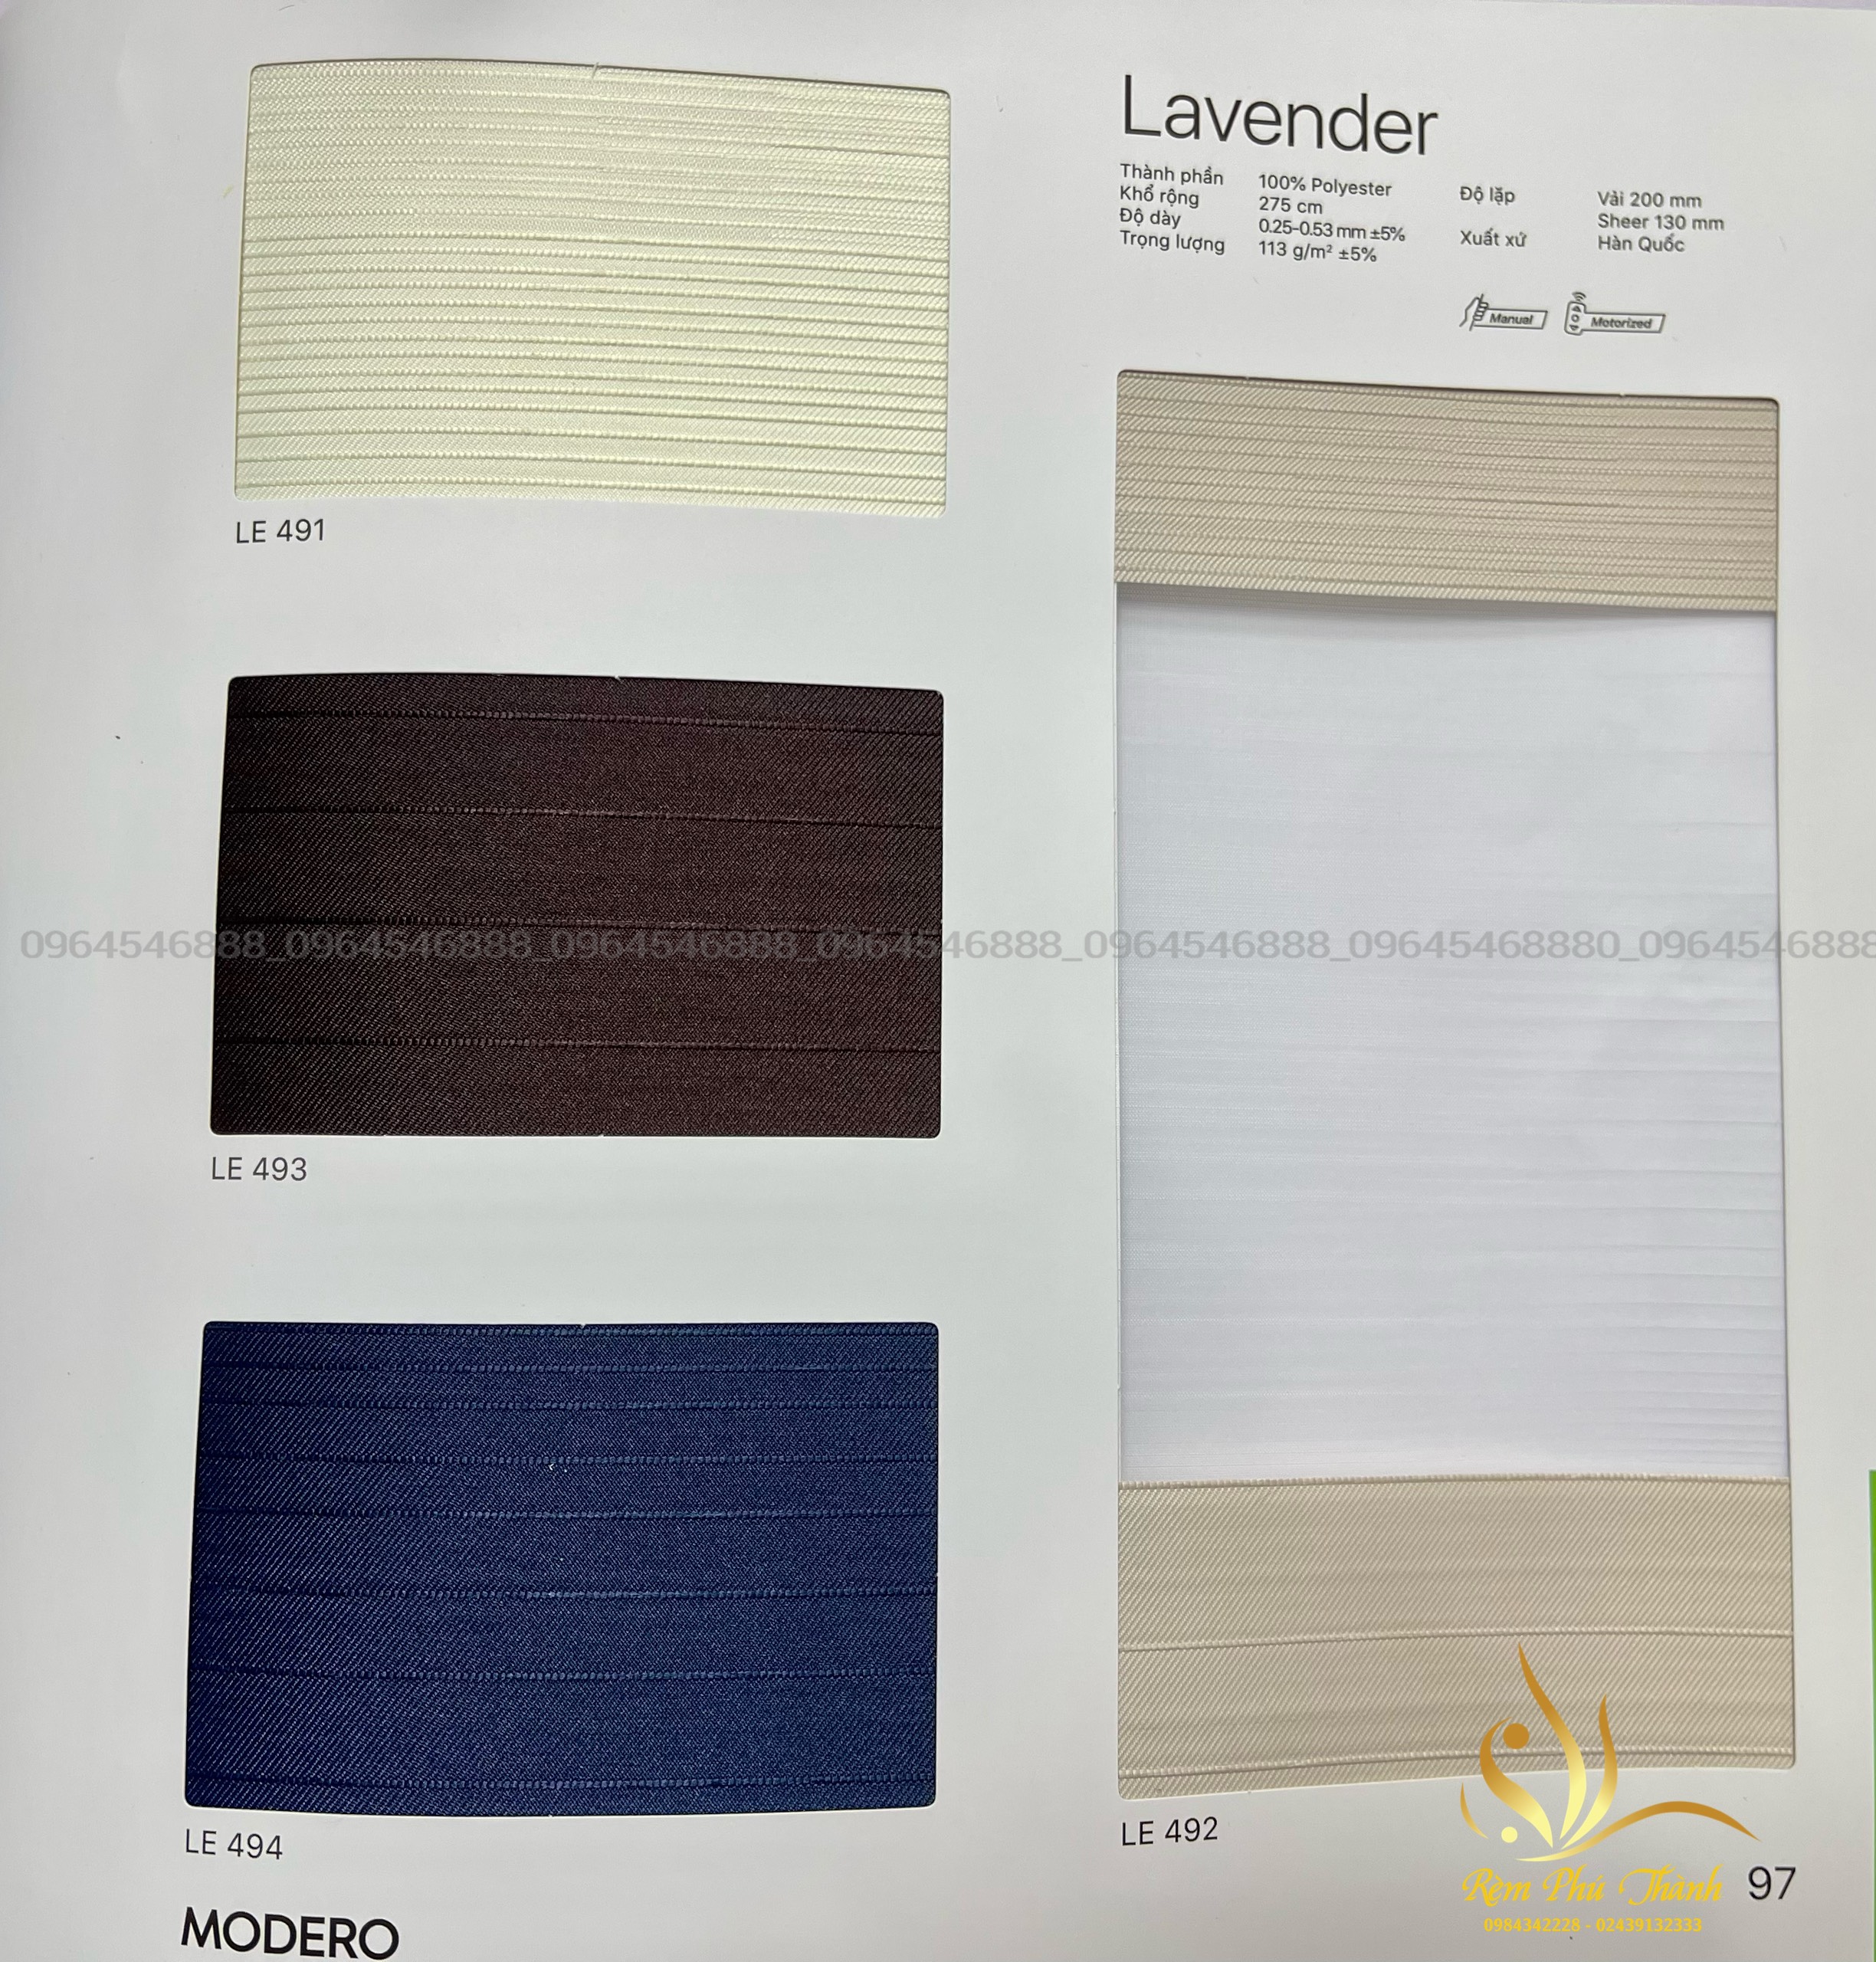 Lavender
Thành phần 100% Polyester
Khổ rộng 275 cm
Độ dày 0.25-0.53 mm ±5%
Trọng lượng 113 g/m² ±5%
Độ lặp Vải 200 mm
Sheer 130 mm
Xuất xứ Hàn Quốc
Manual
Motorized
LE 491
LE 493
0964546888_0964546888_0964546888_0964546888_0964546888_09645468880_0964546888
LE 494
LE 492
Rèm Phú Thành
0984342228 - 02439132333
97
MODERO